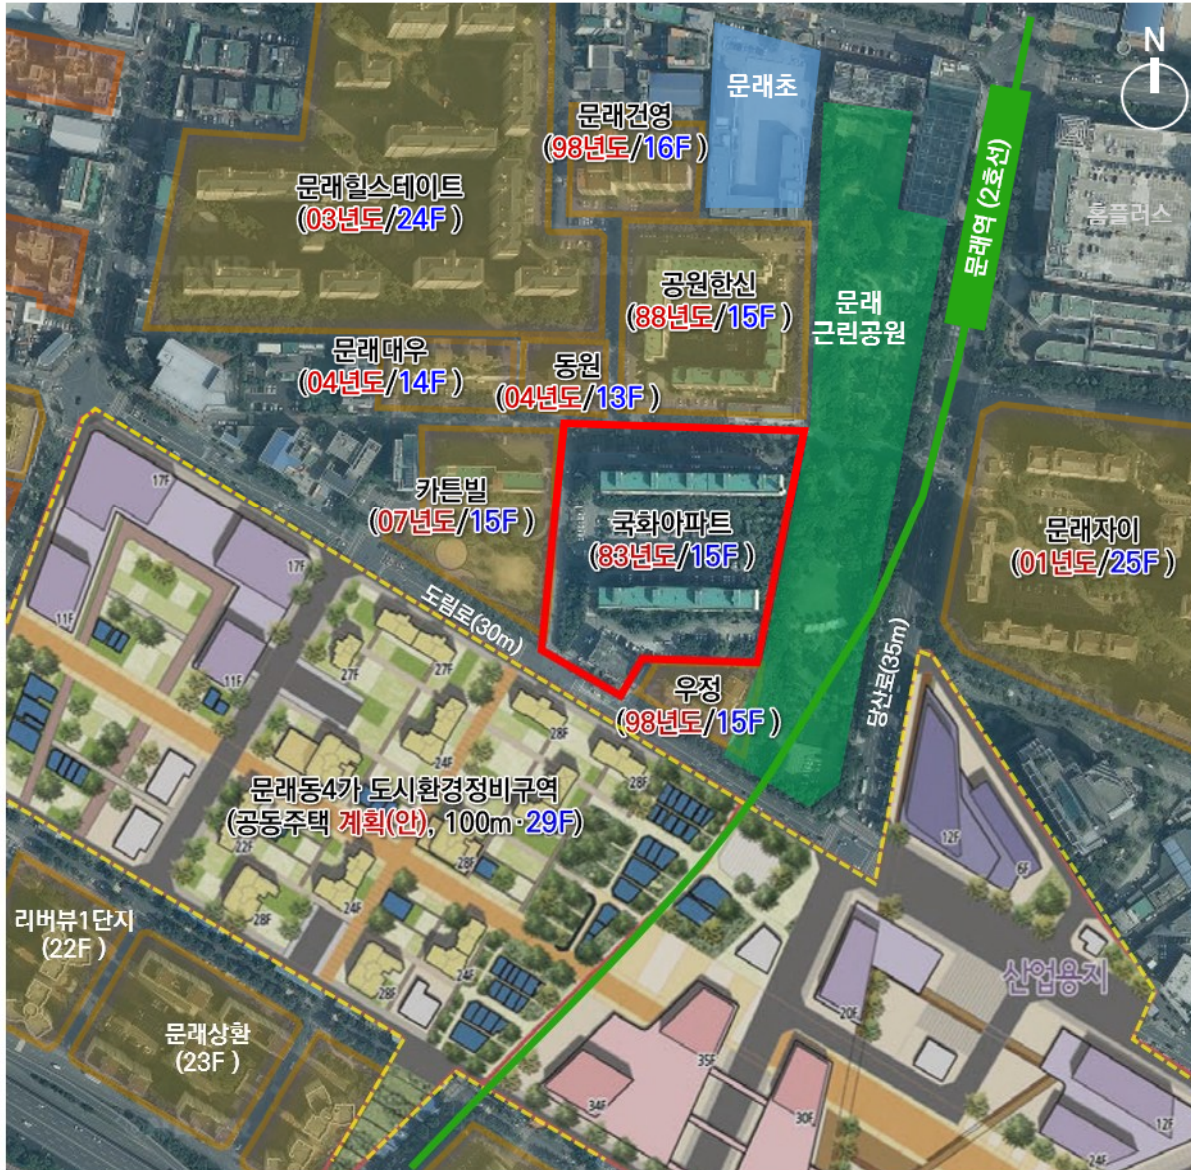 N
문래초
문래건영
(98년도/16F )
문래힐스테이트
(03년도/24F )
문래역 (2호선)
홈플러스
공원한신
(88년도/15F )
문래
근린공원
문래대우
(04년도/14F )
동원
(04년도/13F )
카튼빌
(07년도/15F )
국화아파트
(83년도/15F )
문래자이
(01년도/25F )
17F
17F
11F
11F
도림로(30m)
당산로(35m)
우정
(98년도/15F )
27F
27F
28F
24F
28F
문래동4가 도시환경정비구역
(공동주택 계획(안), 100m·29F)
22F
28F
28F
24F
24F
28F
12F
6F
리버뷰1단지
(22F )
문래상환
(23F )
산업용지
20F
35F
34F
30F
12F
24F